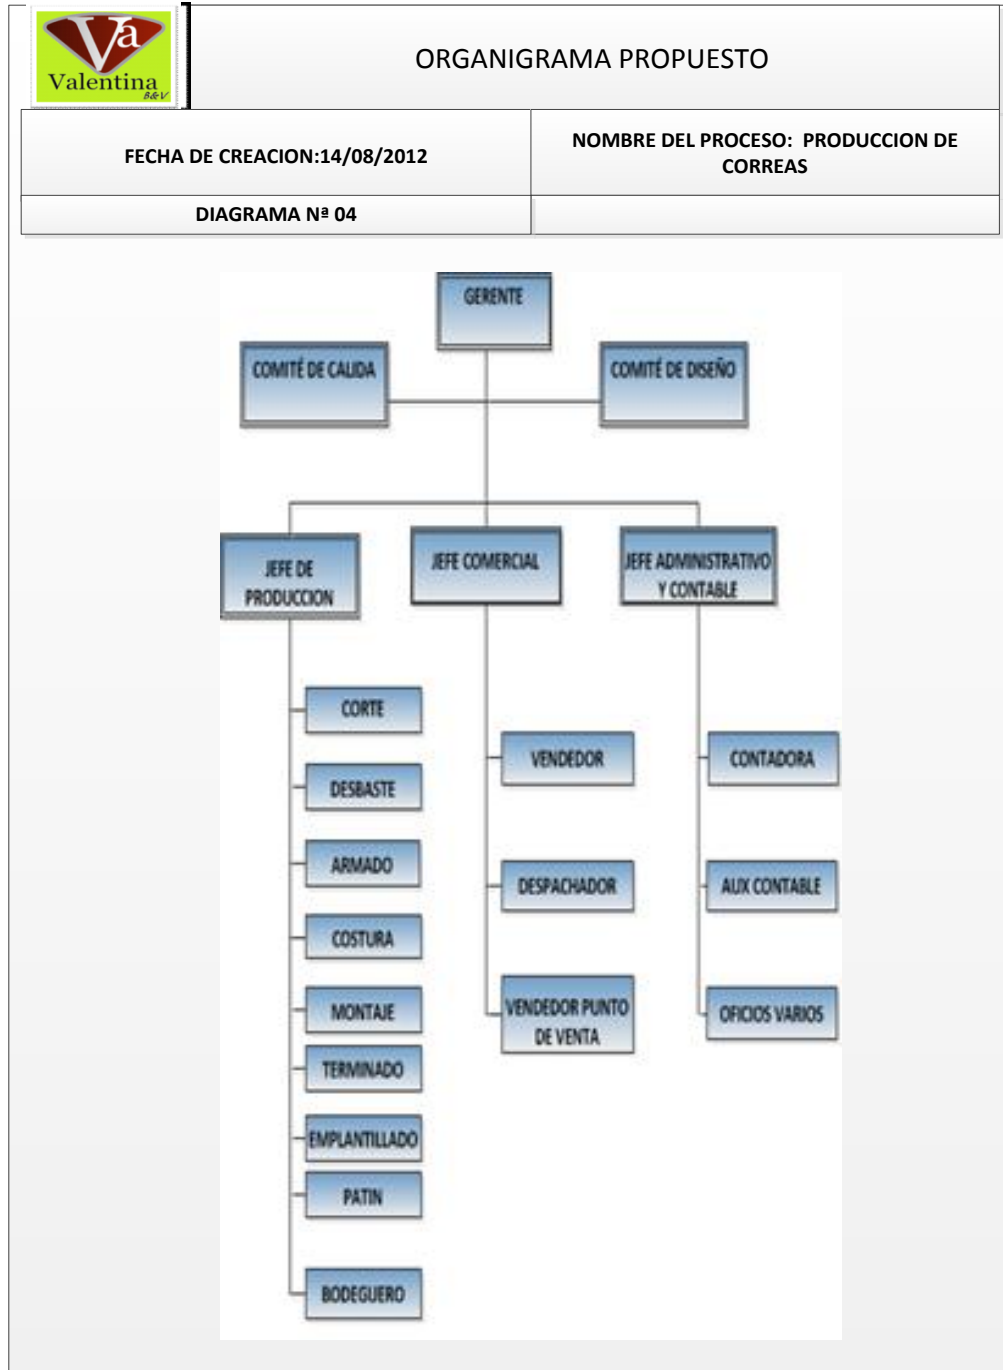 Va
Valentina
B&V
ORGANIGRAMA PROPUESTO
FECHA DE CREACION:14/08/2012
NOMBRE DEL PROCESO: PRODUCCION DE
CORREAS
DIAGRAMA Nª 04
GERENTE
COMITÉ DE CALIDA
COMITÉ DE DISEÑO
JEFE DE
PRODUCCION
JEFE COMERCIAL
JEFE ADMINISTRATIVO
Y CONTABLE
CORTE
DESBASTE
ARMADO
COSTURA
MONTAJE
TERMINADO
EMPLANTILLADO
PATIN
BODEGUERO
VENDEDOR
DESPACHADOR
VENDEDOR PUNTO
DE VENTA
CONTADORA
AUX CONTABLE
OFICIOS VARIOS